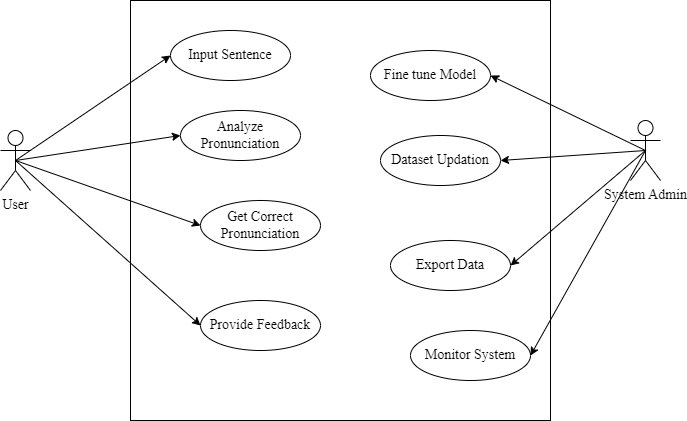 Input Sentence
Analyze
Pronunciation
Get Correct
Pronunciation
Provide Feedback
User
Fine tune Model
Dataset Updation
Export Data
Monitor System
System Admin